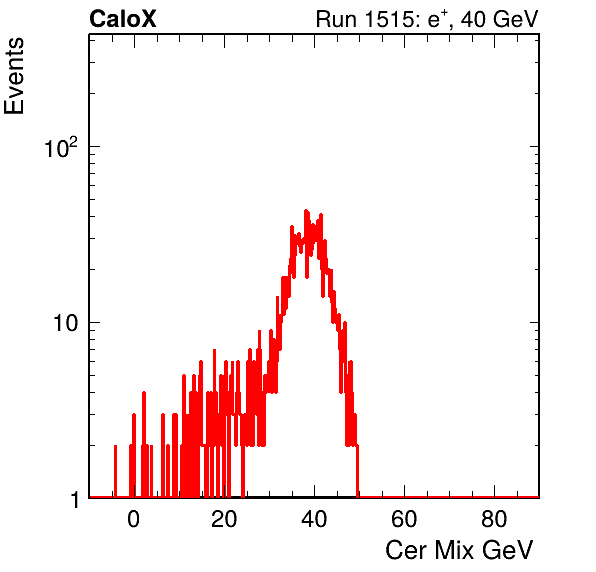 CaloX Run 1515: e⁺, 40 GeV
Events
10²
10
1
0 20 40 60 80
Cer Mix GeV